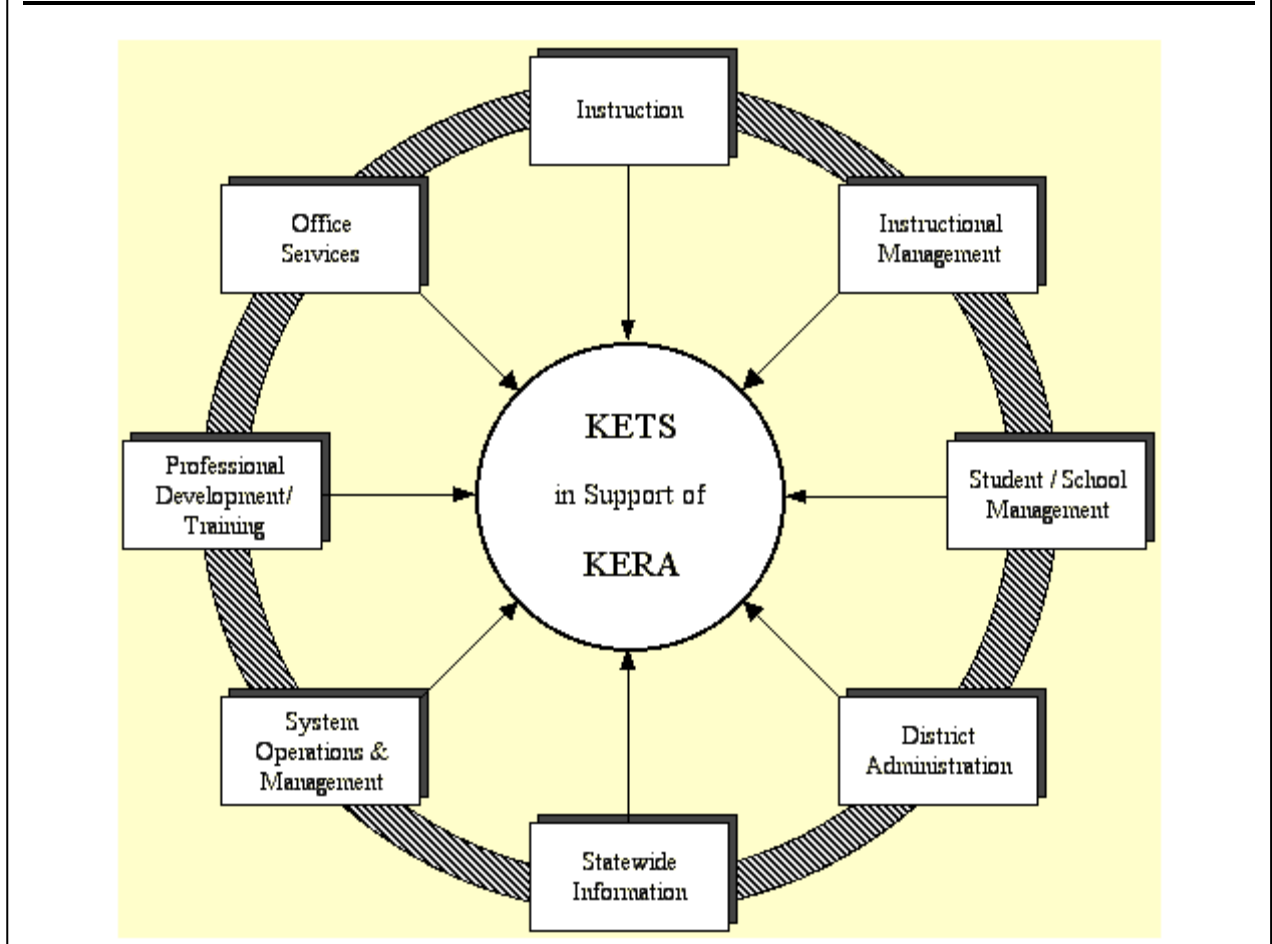 Instruction
Office
Services
Instructional
Management
KETS
in Support of
KERA
Professional
Development/
Training
Student / School
Management
System
Operations &
Management
District
Administration
Statewide
Information